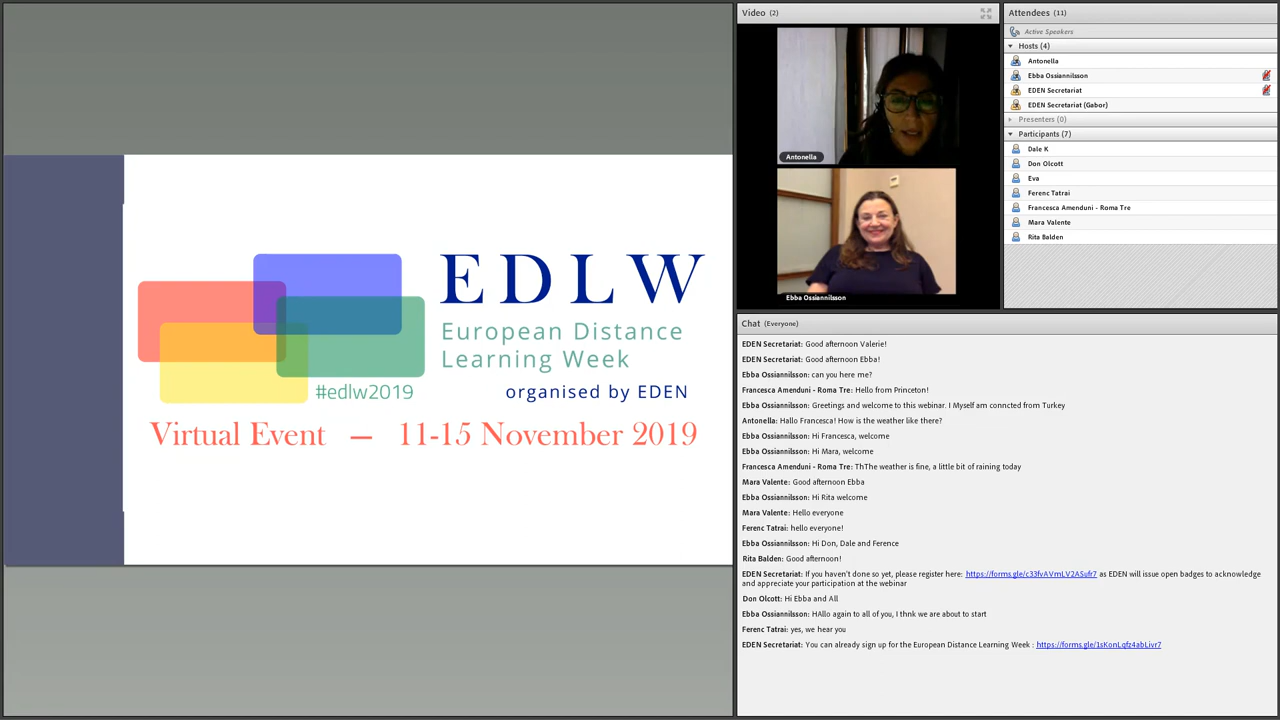 EDLW
European Distance
Learning Week
#edlw2019
organised by EDEN
Virtual Event — 11-15 November 2019
Video (2)
Antonella
Ebba Ossiannilsson
Attendees (11)
Active Speakers
Hosts (4)
Antonella
Ebba Ossiannilsson
EDEN Secretariat
EDEN Secretariat (Gabor)
Presenters (0)
Participants (7)
Dale K
Don Olcott
Eva
Ferenc Tatrai
Francesca Amenduni - Roma Tre
Mara Valente
Rita Balden
Chat (Everyone)
EDEN Secretariat: Good afternoon Valerie!
EDEN Secretariat: Good afternoon Ebba!
Ebba Ossiannilsson: can you here me?
Francesca Amenduni - Roma Tre: Hello from Princeton!
Ebba Ossiannilsson: Greetings and welcome to this webinar. I Myself am conncted from Turkey
Antonella: Hallo Francesca! How is the weather like there?
Ebba Ossiannilsson: Hi Francesca, welcome
Ebba Ossiannilsson: Hi Mara, welcome
Francesca Amenduni - Roma Tre: ThThe weather is fine, a little bit of raining today
Mara Valente: Good afternoon Ebba
Ebba Ossiannilsson: Hi Rita welcome
Mara Valente: Hello everyone
Ferenc Tatrai: hello everyone!
Ebba Ossiannilsson: Hi Don, Dale and Ference
Rita Balden: Good afternoon!
EDEN Secretariat: If you haven't done so yet, please register here: https://forms.gle/c33fvAVmLV2ASufr7 as EDEN will issue open badges to acknowledge
and appreciate your participation at the webinar
Don Olcott: Hi Ebba and All
Ebba Ossiannilsson: HAllo again to all of you, I thnk we are about to start
Ferenc Tatrai: yes, we hear you
EDEN Secretariat: You can already sign up for the European Distance Learning Week : https://forms.gle/1sKonLqfz4abLivr7